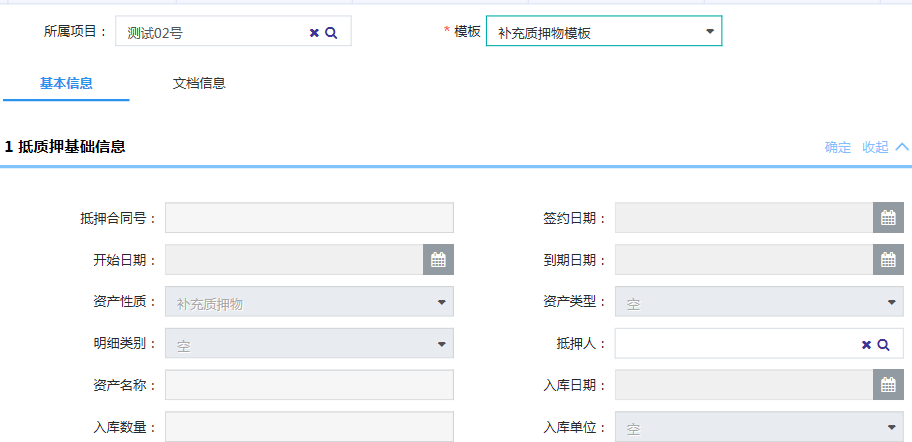 所属项目： 测试02号 * 模板 补充质押物模板
基本信息 文档信息
1 抵质押基础信息 确定 收起
抵押合同号： 签约日期：
开始日期： 到期日期：
资产性质： 补充质押物 资产类型： 空
明细类别： 空 抵押人：
资产名称： 入库日期：
入库数量： 入库单位： 空